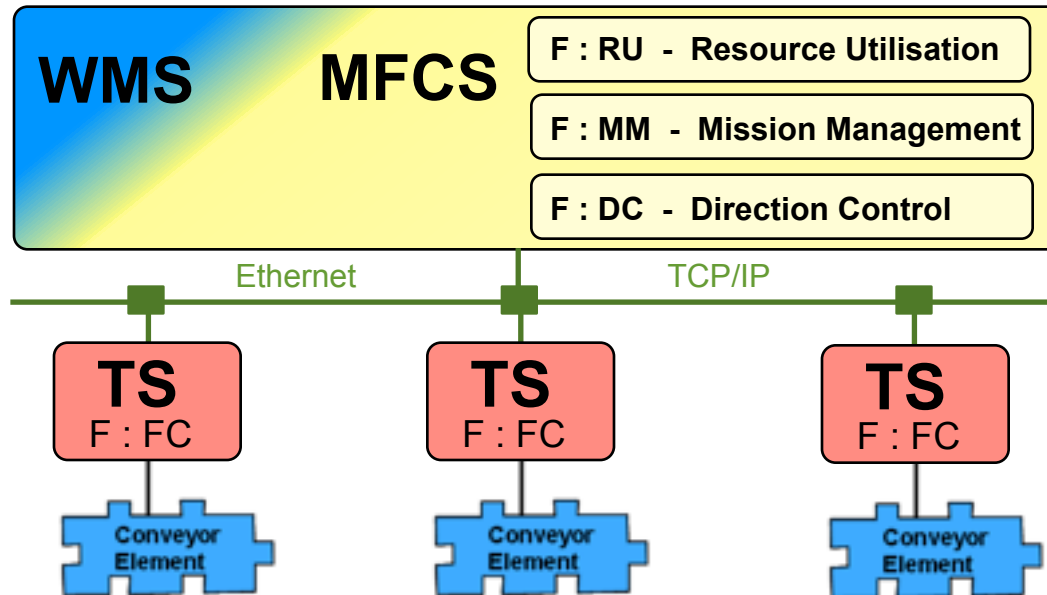 WMS
MFCS
F : RU - Resource Utilisation
F : MM - Mission Management
F : DC - Direction Control
Ethernet
TCP/IP
TS
F : FC
TS
F : FC
TS
F : FC
Conveyor
Element
Conveyor
Element
Conveyor
Element